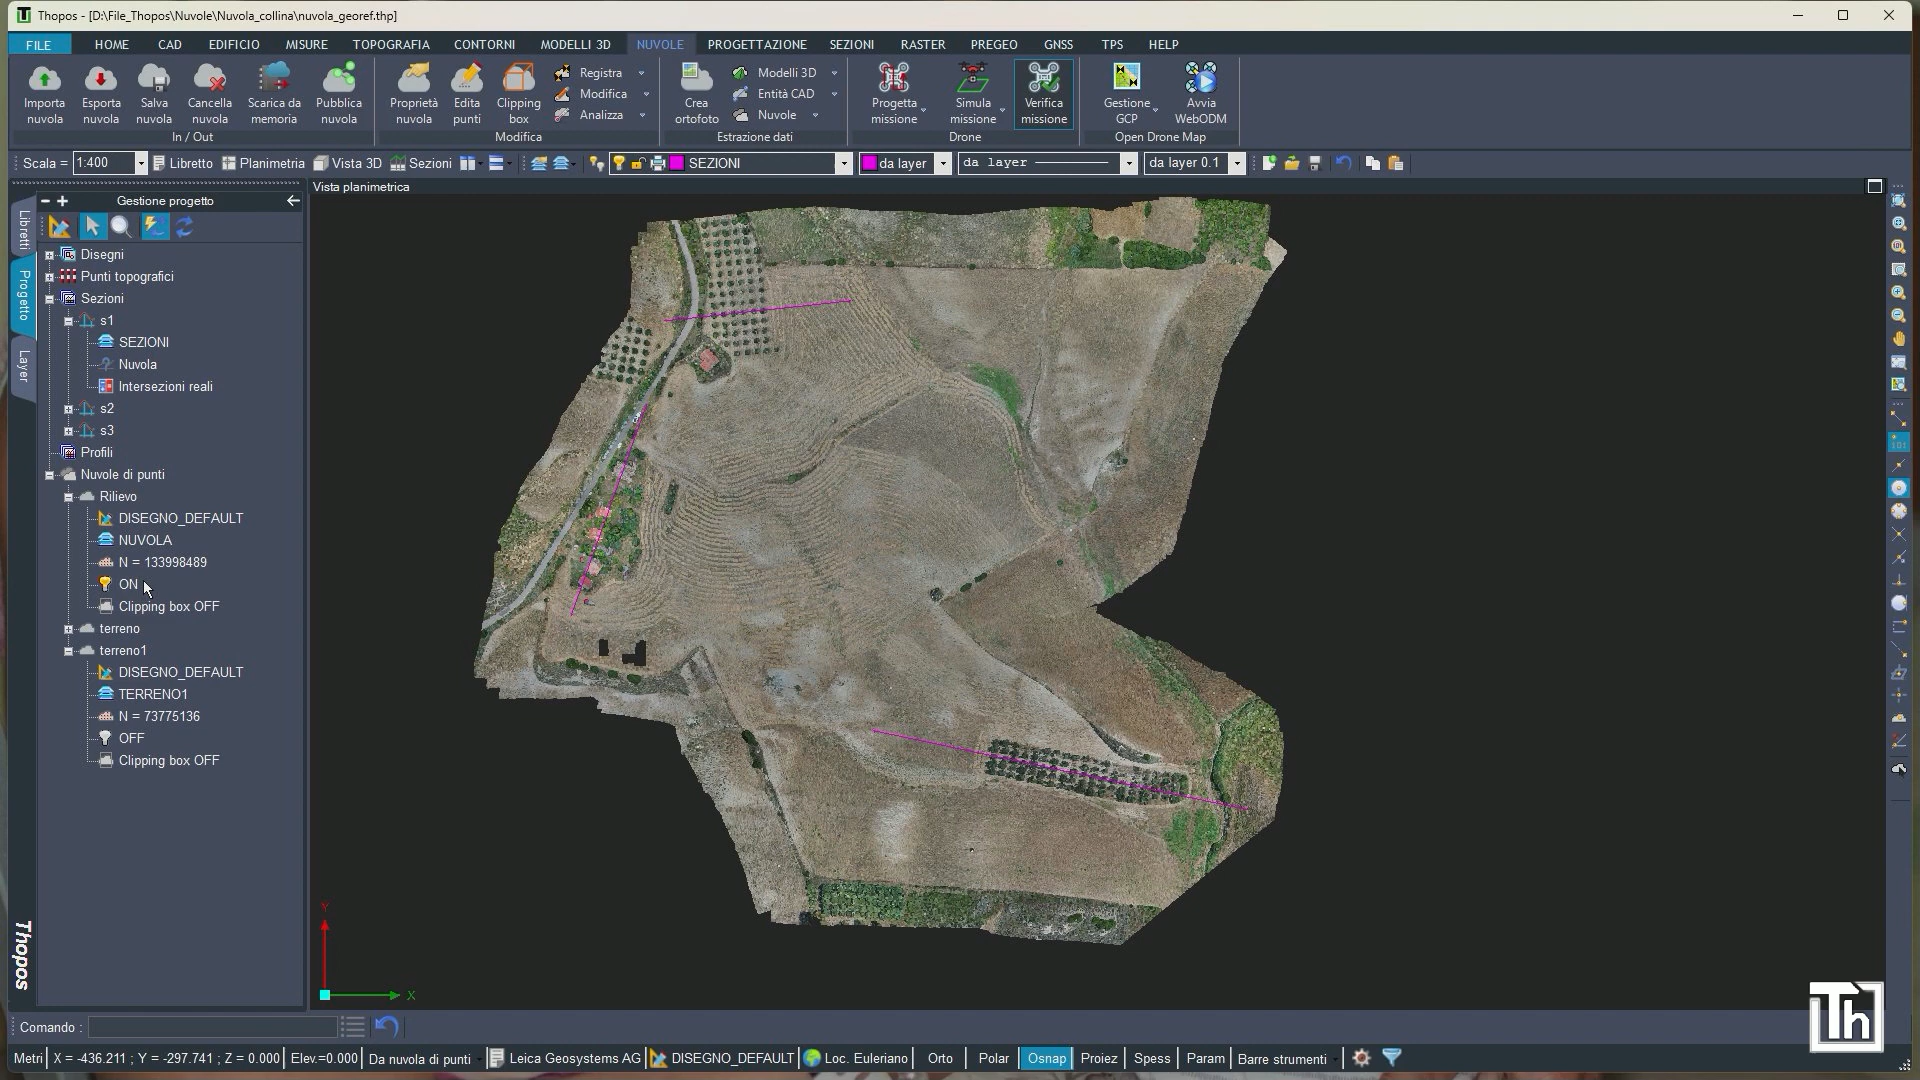 Thopos - [D:\File_Thopos\Nuvole\Nuvola_collina\nuvola_georef.thp]
FILE HOME CAD EDIFICIO MISURE TOPOGRAFIA CONTORNI MODELLI 3D NUVOLE PROGETTAZIONE SEZIONI RASTER PREGEO GNSS TPS HELP
Importa nuvola
Esporta nuvola
Salva nuvola
Cancella nuvola
Scarica da memoria
Pubblica nuvola
In / Out
Proprietà nuvola
Edita punti
Clipping box
Registra
Modifica
Analizza
Modifica
Crea ortofoto
Modelli 3D
Entità CAD
Nuvole
Estrazione dati
Progetta missione
Simula missione
Verifica missione
Drone
Gestione GCP
Avvia WebODM
Open Drone Map
Scala = 1:400 Libretto Planimetria Vista 3D Sezioni SEZIONI da layer da layer da layer 0.1
Vista planimetrica
Gestione progetto
Libretti
Progetto
Layer
Disegni
Punti topografici
Sezioni
s1
SEZIONI
Nuvola
Intersezioni reali
s2
s3
Profili
Nuvole di punti
Rilievo
DISEGNO_DEFAULT
NUVOLA
N = 133998489
ON
Clipping box OFF
terreno
terreno1
DISEGNO_DEFAULT
TERRENO1
N = 73775136
OFF
Clipping box OFF
Thopos
Y
X
Th
Comando :
Metri X = -436.211 ; Y = -297.741 ; Z = 0.000 Elev.=0.000 Da nuvola di punti Leica Geosystems AG DISEGNO_DEFAULT Loc. Euleriano Orto Polar Osnap Proiez Spess Param Barre strumenti